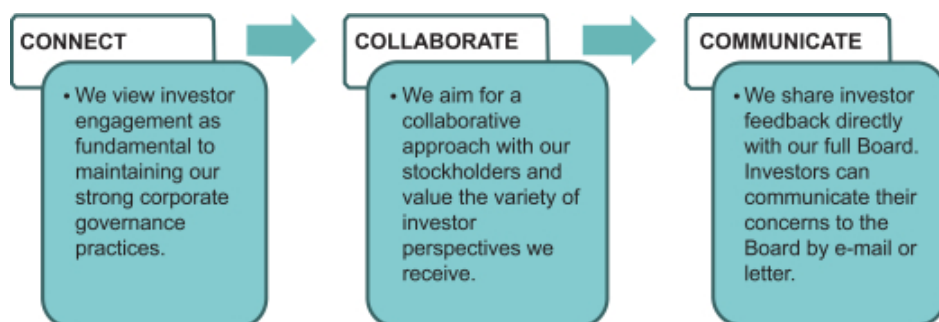 CONNECT
• We view investor
engagement as
fundamental to
maintaining our
strong corporate
governance
practices.
COLLABORATE
• We aim for a
collaborative
approach with our
stockholders and
value the variety of
investor
perspectives we
receive.
COMMUNICATE
• We share investor
feedback directly
with our full Board.
Investors can
communicate their
concerns to the
Board by e-mail or
letter.